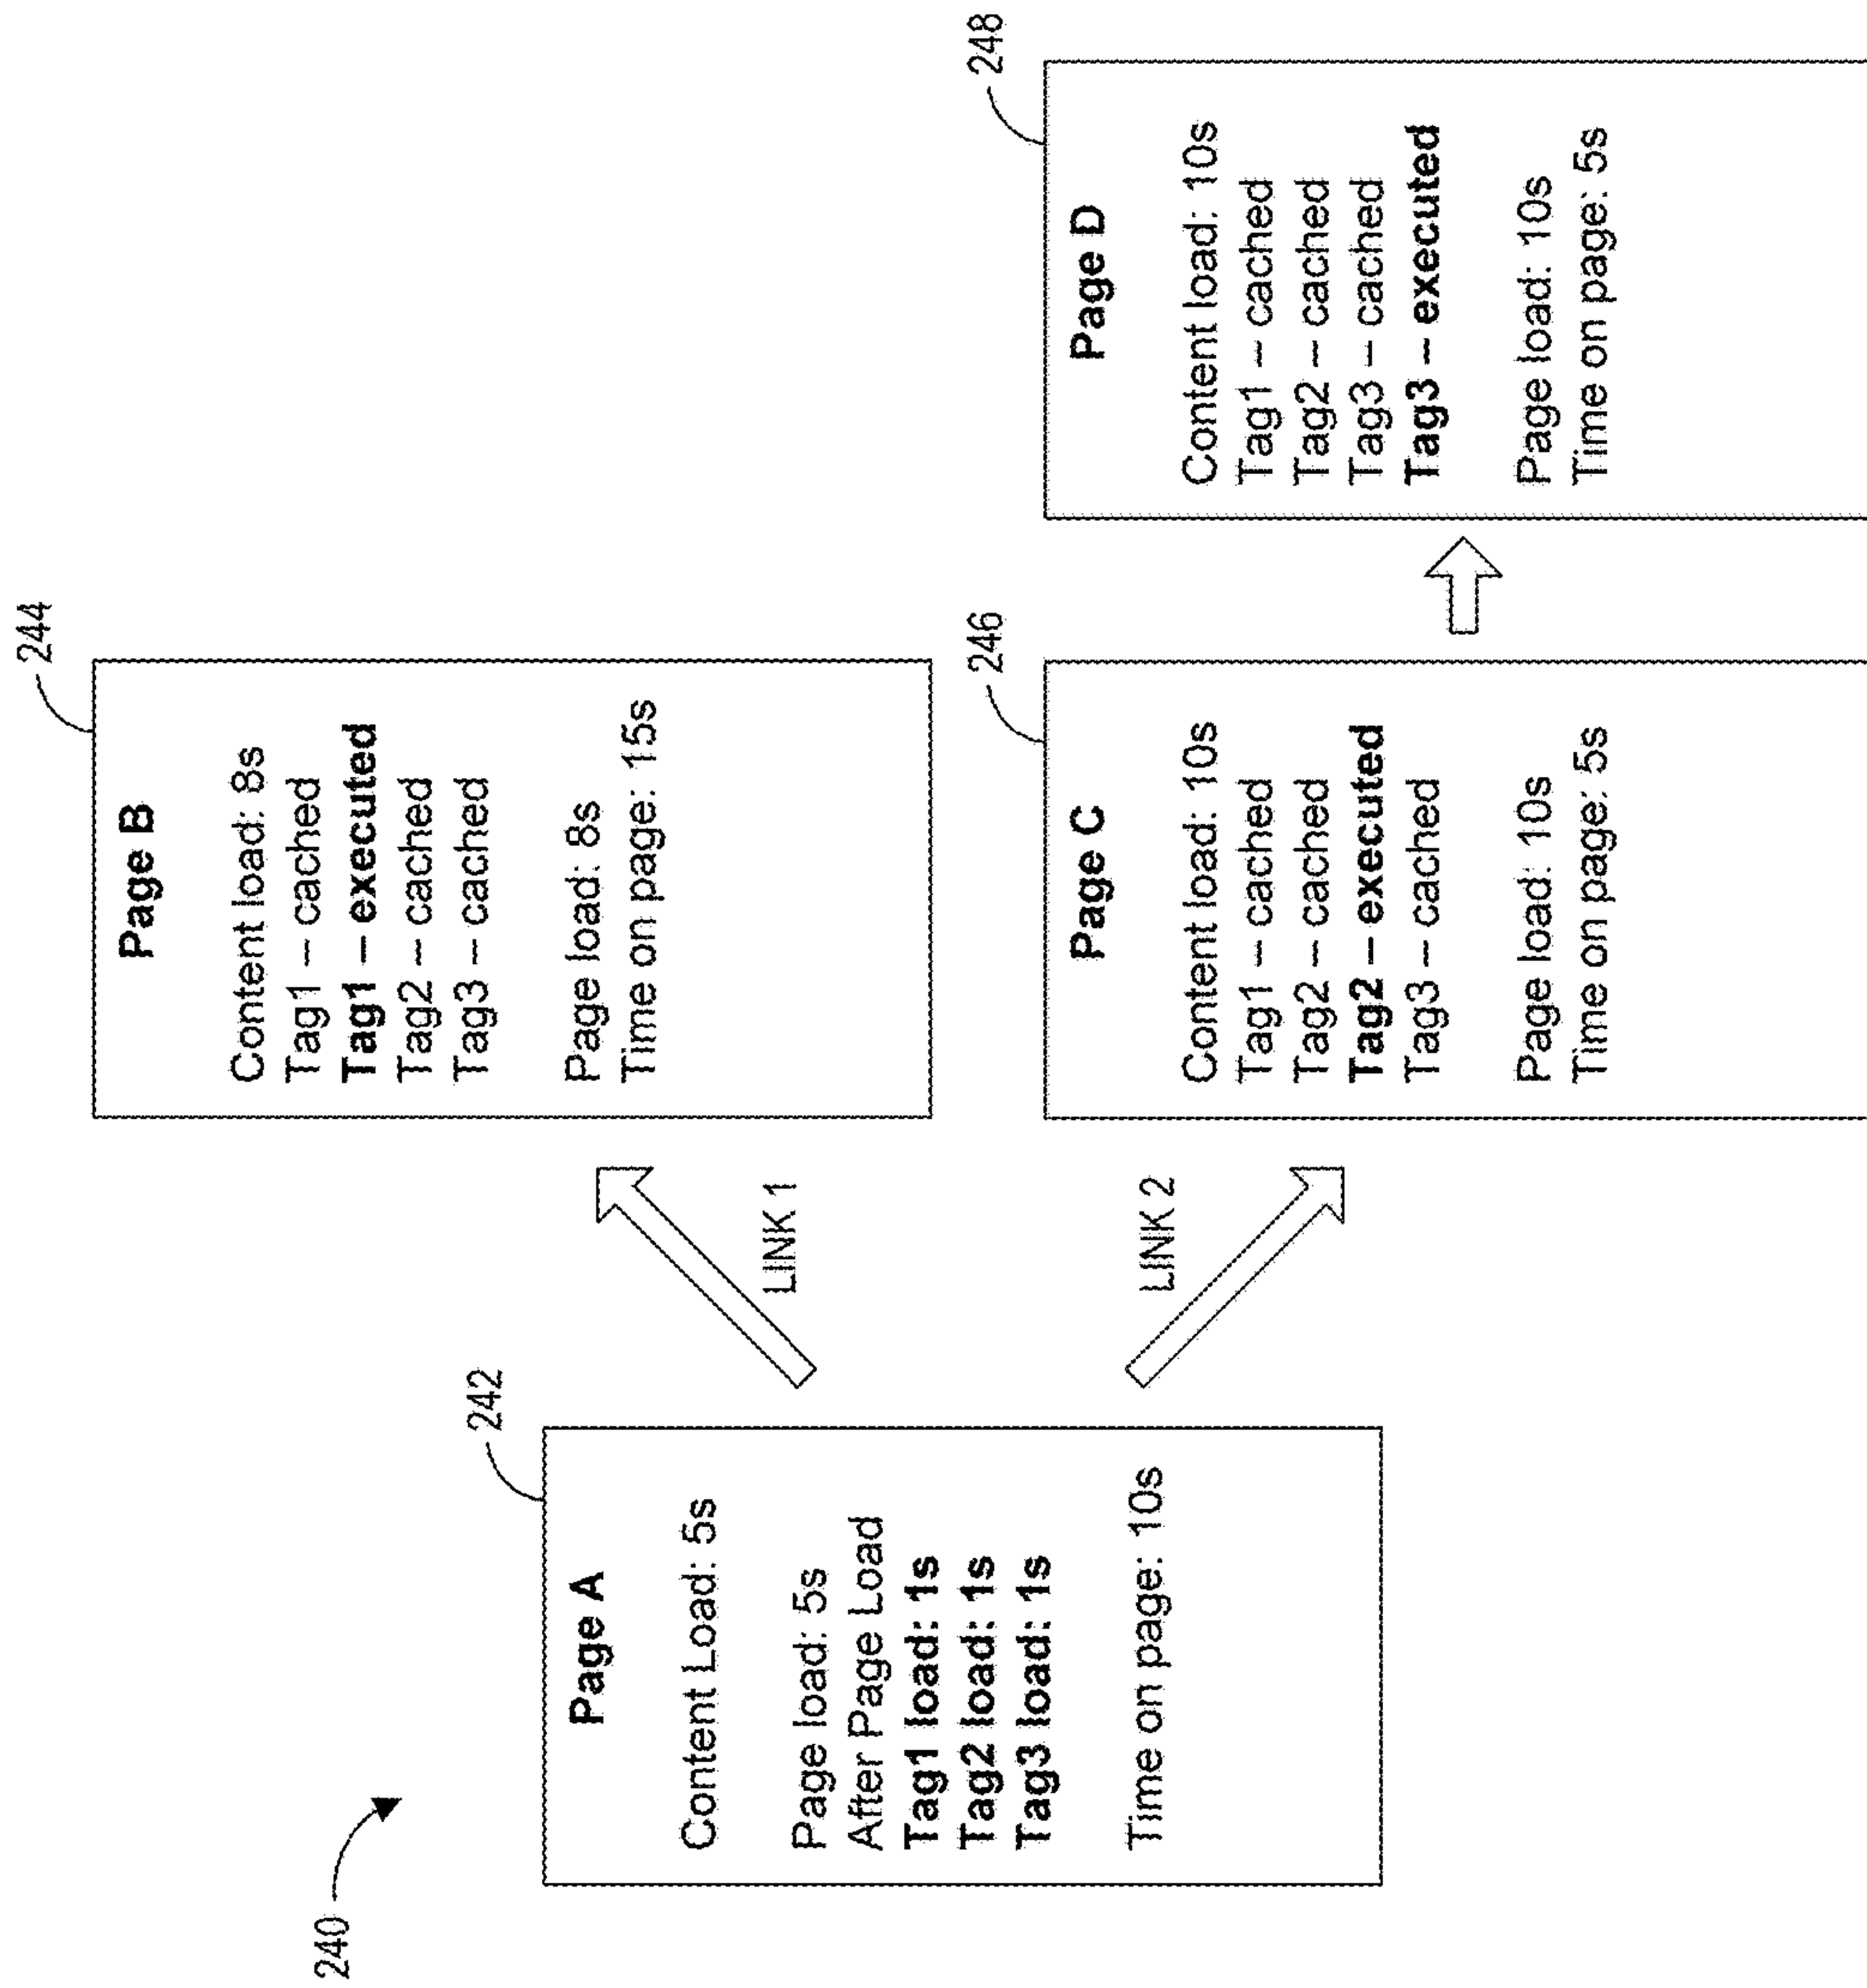 240
242
Page A
Content Load: 5s
Page load: 5s
After Page Load
Tag1 load: 1s
Tag2 load: 1s
Tag3 load: 1s
Time on page: 10s
LINK 1
LINK 2
244
Page B
Content load: 8s
Tag1 – cached
Tag1 – executed
Tag2 – cached
Tag3 – cached
Page load: 8s
Time on page: 15s
246
Page C
Content load: 10s
Tag1 – cached
Tag2 – cached
Tag2 – executed
Tag3 – cached
Page load: 10s
Time on page: 5s
248
Page D
Content load: 10s
Tag1 – cached
Tag2 – cached
Tag3 – cached
Tag3 – executed
Page load: 10s
Time on page: 5s